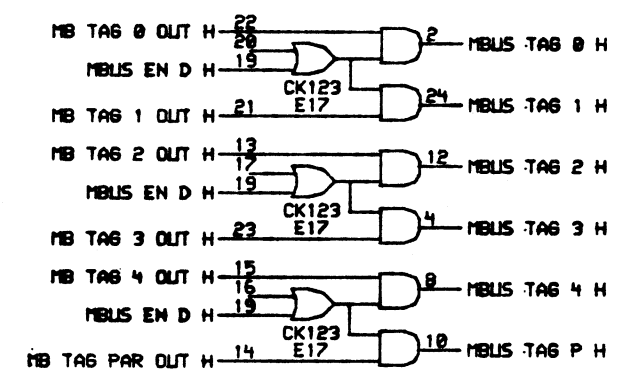 MB TAG 0 OUT H 22
20
MBUS EN D H 19
2 MBUS TAG 0 H
CK123
E17
24 MBUS TAG 1 H
MB TAG 1 OUT H 21
MB TAG 2 OUT H 13
17
MBUS EN D H 19
12 MBUS TAG 2 H
CK123
E17
4 MBUS TAG 3 H
MB TAG 3 OUT H 23
MB TAG 4 OUT H 15
16
MBUS EN D H 19
8 MBUS TAG 4 H
CK123
E17
10 MBUS TAG P H
MB TAG PAR OUT H 14